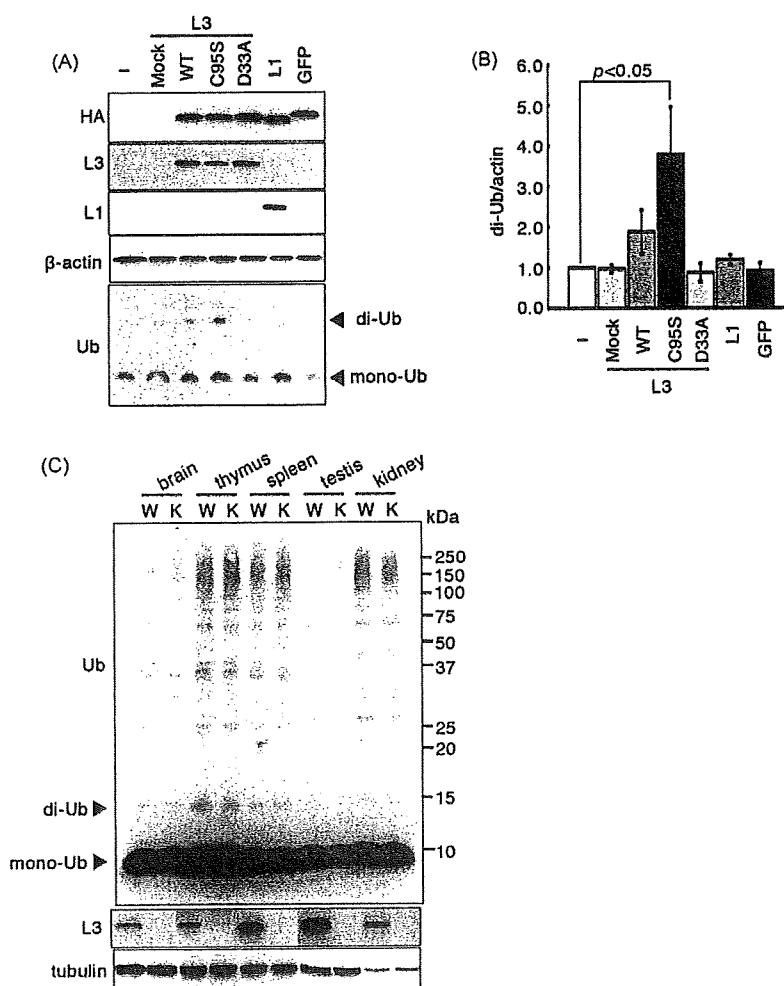 (A)
L3
I Mock WT C95S D33A L1 GFP
HA
L3
L1
β-actin
Ub
di-Ub
mono-Ub
(B)
6.0
5.0
4.0
3.0
2.0
1.0
0.0
di-Ub/actin
p<0.05
I Mock WT C95S D33A L1 GFP
L3
(C)
brain thymus spleen testis kidney
W K W K W K W K W K
kDa
250
150
100
75
50
37
25
20
15
10
Ub
di-Ub
mono-Ub
L3
tubulin